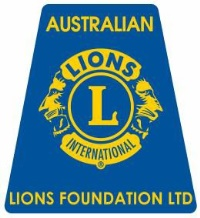 AUSTRALIAN
LIONS
L
INTERNATIONAL
®
LIONS FOUNDATION LTD